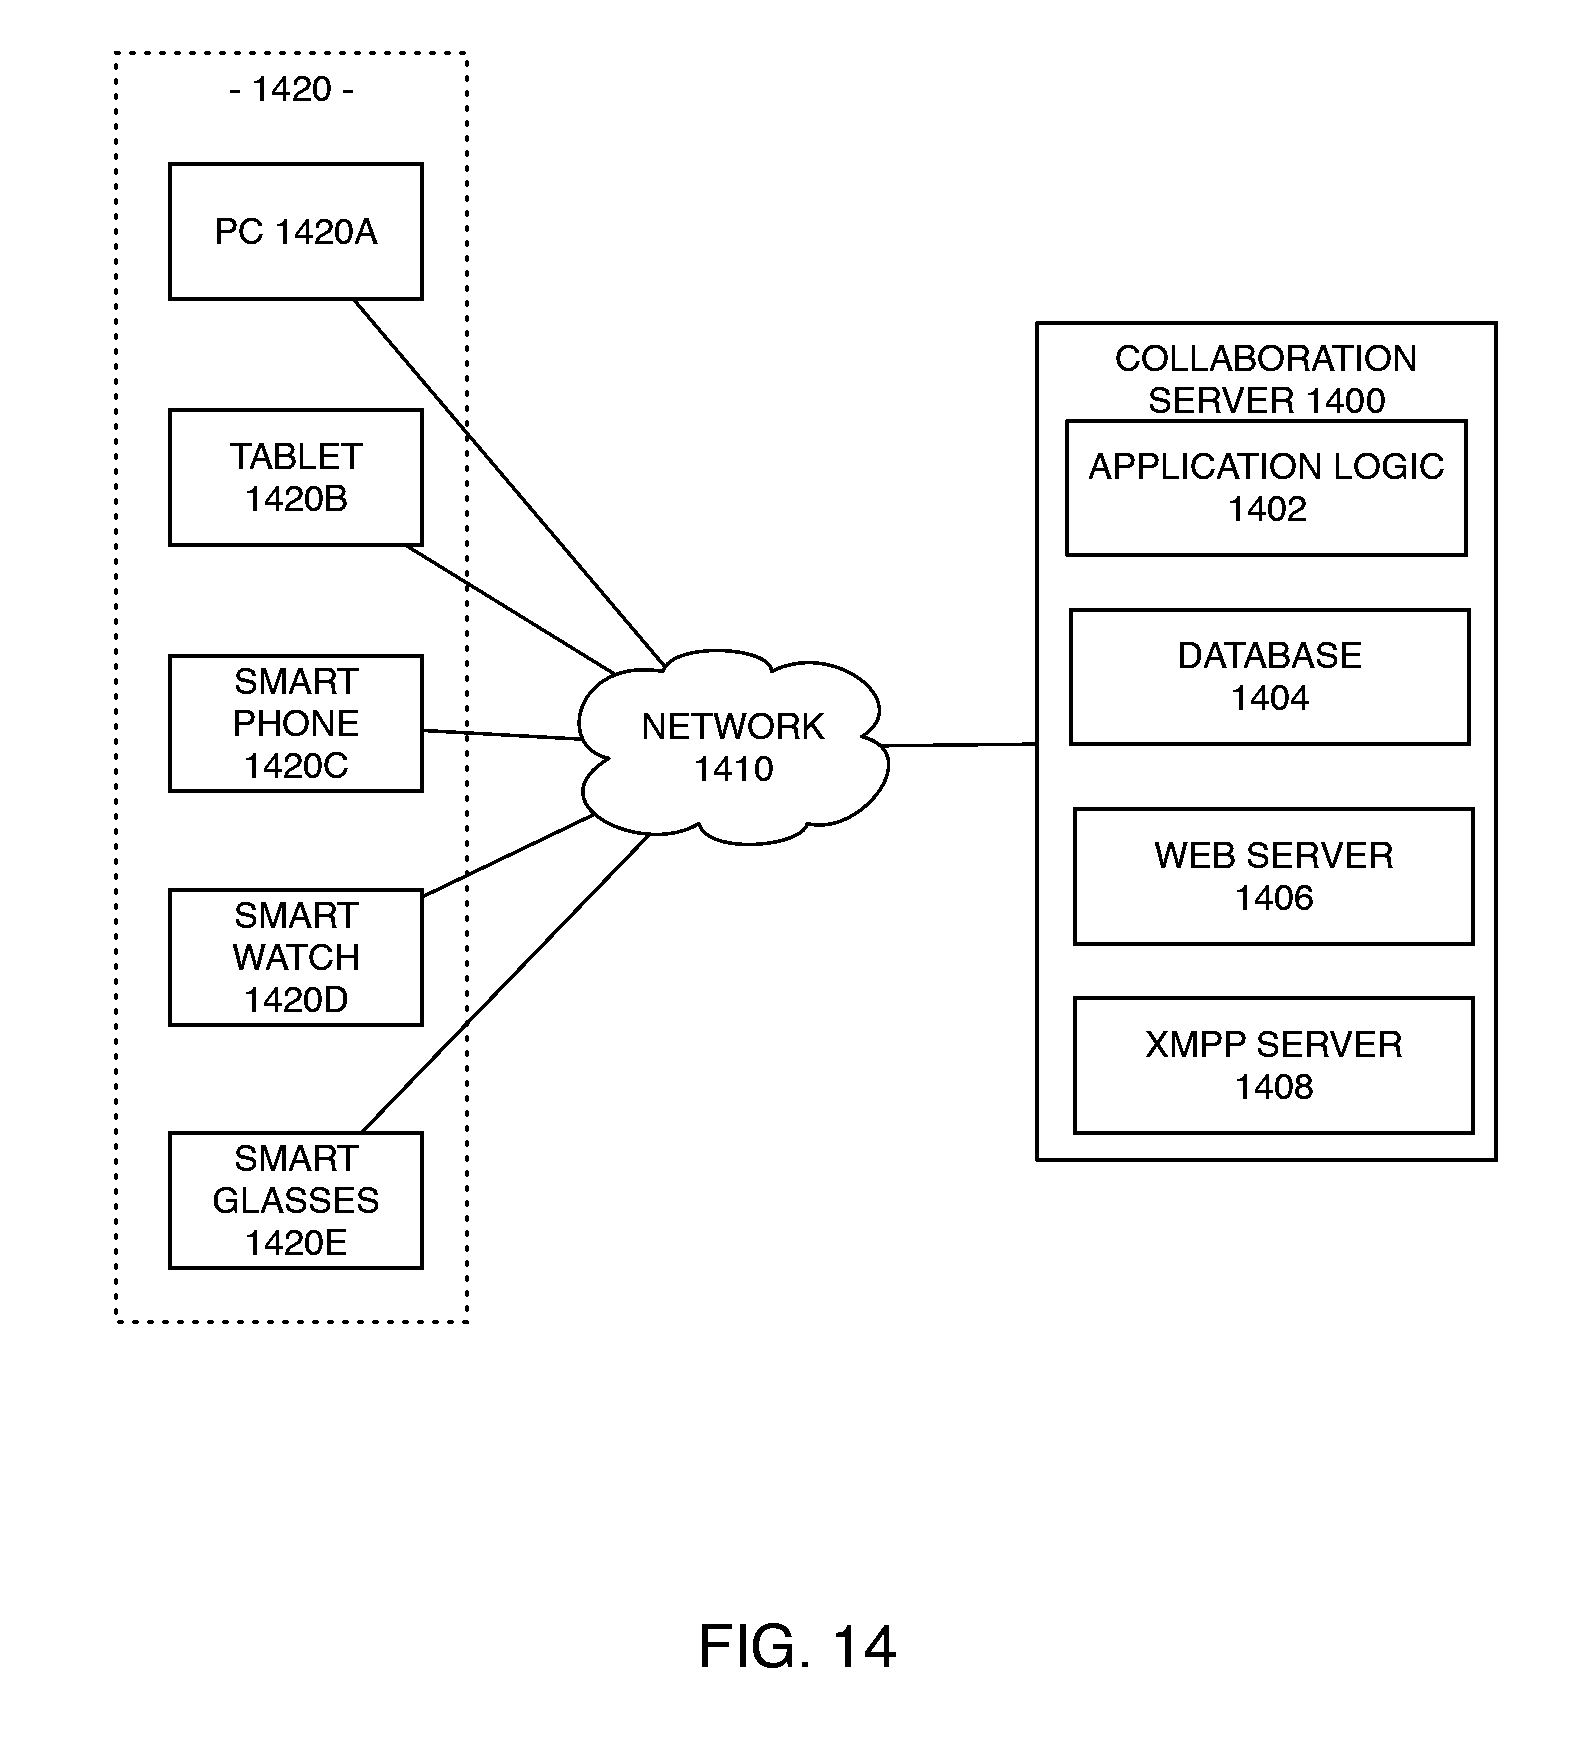 - 1420 -
PC 1420A
TABLET
1420B
SMART
PHONE
1420C
SMART
WATCH
1420D
SMART
GLASSES
1420E
NETWORK
1410
COLLABORATION
SERVER 1400
APPLICATION LOGIC
1402
DATABASE
1404
WEB SERVER
1406
XMPP SERVER
1408
FIG. 14